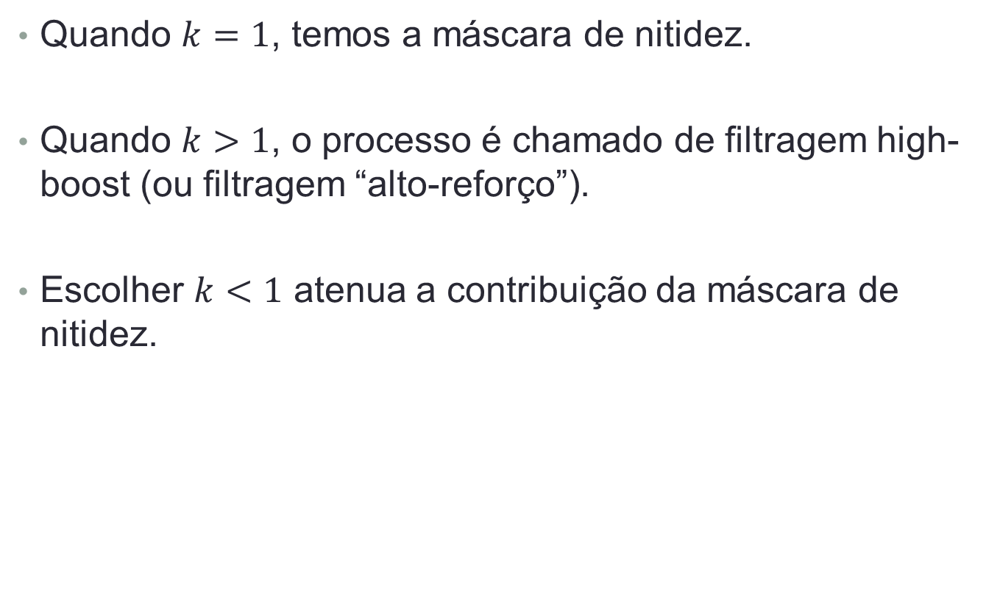 • Quando 𝑘 = 1, temos a máscara de nitidez.
• Quando 𝑘 > 1, o processo é chamado de filtragem high-
boost (ou filtragem “alto-reforço”).
• Escolher 𝑘 < 1 atenua a contribuição da máscara de
nitidez.